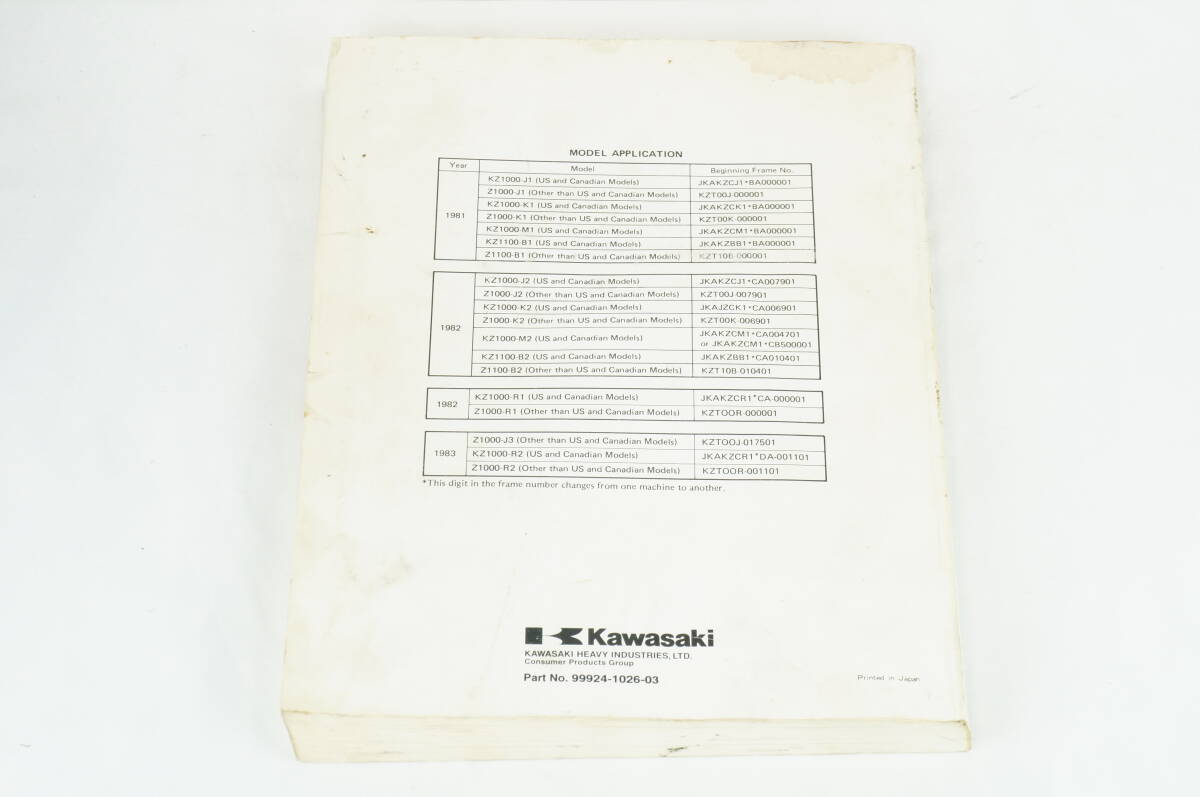 MODEL APPLICATION
Year Model Beginning Frame No.
1981
KZ1000-J1 (US and Canadian Models) JKAKZCJ1*BA000001
Z1000-J1 (Other than US and Canadian Models) KZT00J-000001
KZ1000-K1 (US and Canadian Models) JKAKZCK1*BA000001
Z1000-K1 (Other than US and Canadian Models) KZT00K-000001
KZ1000-M1 (US and Canadian Models) JKAKZCM1*BA000001
KZ1100-B1 (US and Canadian Models) JKAKZBB1*BA000001
Z1100-B1 (Other than US and Canadian Models) KZT10B-000001
1982
KZ1000-J2 (US and Canadian Models) JKAKZCJ1*CA007901
Z1000-J2 (Other than US and Canadian Models) KZT00J-007901
KZ1000-K2 (US and Canadian Models) JKAJZCK1*CA006901
Z1000-K2 (Other than US and Canadian Models) KZT00K-006901
KZ1000-M2 (US and Canadian Models) JKAKZCM1*CA004701
or JKAKZCM1*CB500001
KZ1100-B2 (US and Canadian Models) JKAKZBB1*CA010401
Z1100-B2 (Other than US and Canadian Models) KZT10B-010401
1982
KZ1000-R1 (US and Canadian Models) JKAKZCR1*CA-000001
Z1000-R1 (Other than US and Canadian Models) KZTOOR-000001
1983
Z1000-J3 (Other than US and Canadian Models) KZTOOJ-017501
KZ1000-R2 (US and Canadian Models) JKAKZCR1*DA-001101
Z1000-R2 (Other than US and Canadian Models) KZTOOR-001101
*This digit in the frame number changes from one machine to another.
Kawasaki
KAWASAKI HEAVY INDUSTRIES, LTD.
Consumer Products Group
Part No. 99924-1026-03
Printed in Japan